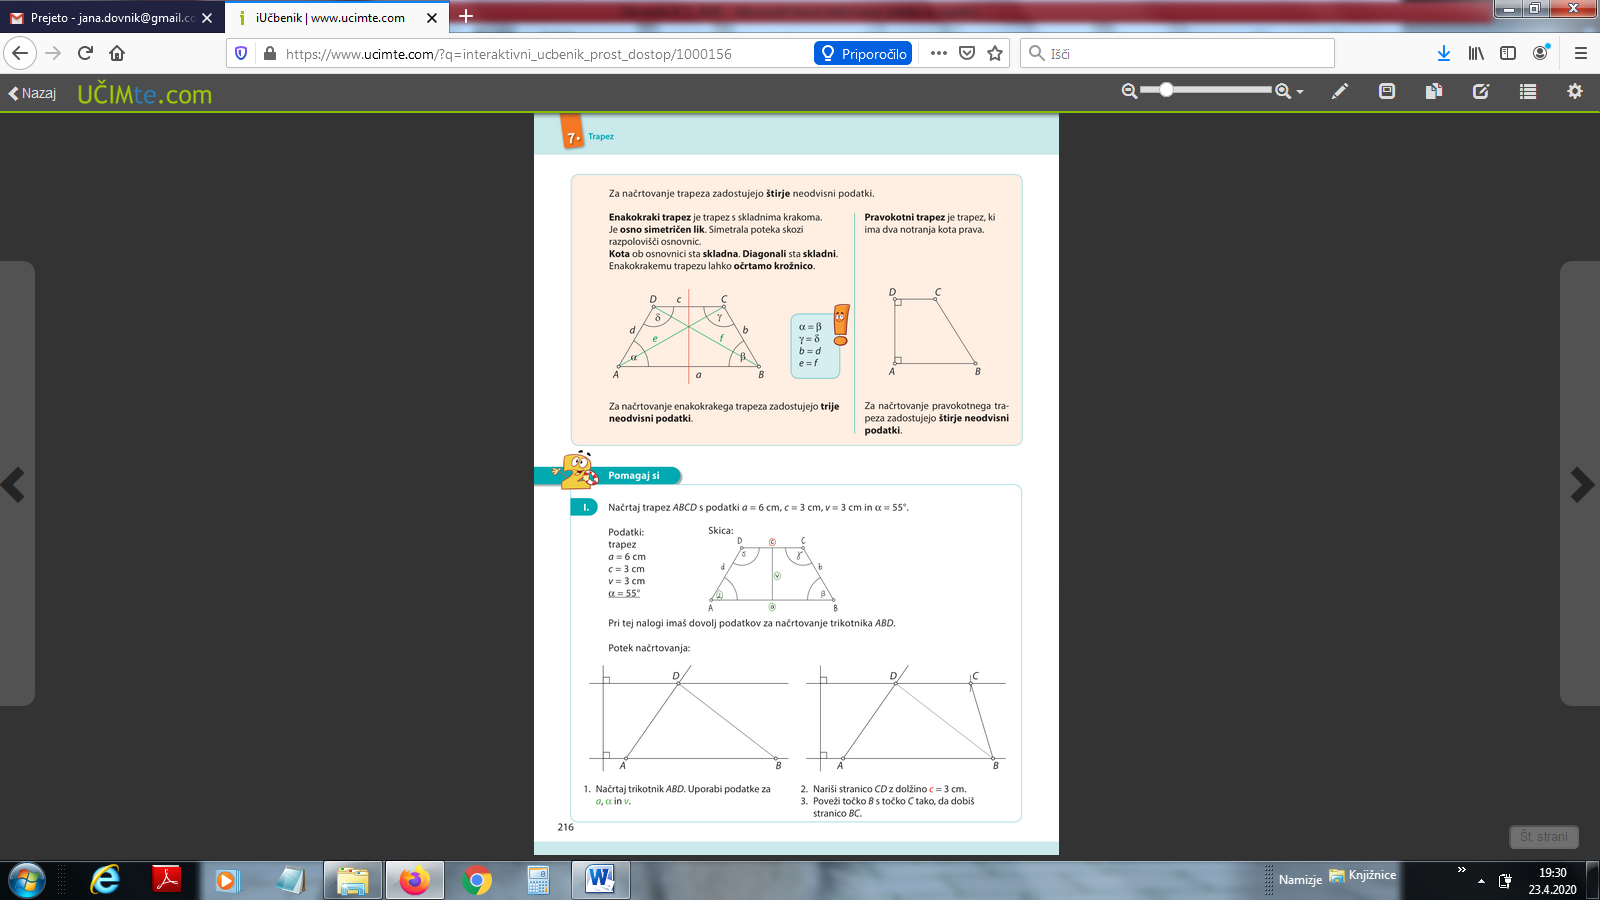 Prejeto - jana.dovnik@gmail.co
iUčbenik | www.ucimte.com
https://www.ucimte.com/?q=interaktivni_ucbenik_prost_dostop/1000156
Priporočilo
Išči
Nazaj
UČIMte.com
7. Trapez
Za načrtovanje trapeza zadostujejo štirje neodvisni podatki.
Enakokraki trapez je trapez s skladnima krakoma.
Je osno simetričen lik. Simetrala poteka skozi
razpolovišči osnovnic.
Kota ob osnovnici sta skladna. Diagonali sta skladni.
Enakokrakemu trapezu lahko očrtamo krožnico.
Pravokotni trapez je trapez, ki
ima dva notranja kota prava.
D c C
δ γ
d e f b
α β
A a B
α = β
γ = δ
b = d
e = f
D C
A B
Za načrtovanje enakokrakega trapeza zadostujejo trije
neodvisni podatki.
Za načrtovanje pravokotnega tra-
peza zadostujejo štirje neodvisni
podatki.
Pomagaj si
I. Načrtaj trapez ABCD s podatki a = 6 cm, c = 3 cm, v = 3 cm in α = 55°.
Podatki:
trapez
a = 6 cm
c = 3 cm
v = 3 cm
α = 55°
Skica:
D c C
γ
d v b
β
A a B
Pri tej nalogi imaš dovolj podatkov za načrtovanje trikotnika ABD.
Potek načrtovanja:
D
A B
D C
A B
1. Načrtaj trikotnik ABD. Uporabi podatke za
a, α in v.
2. Nariši stranico CD z dolžino c = 3 cm.
3. Poveži točko B s točko C tako, da dobiš
stranico BC.
216
Št. strani
Namizje
Knjižnice
19:30
23.4.2020